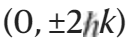 (0, ±2ℏk)